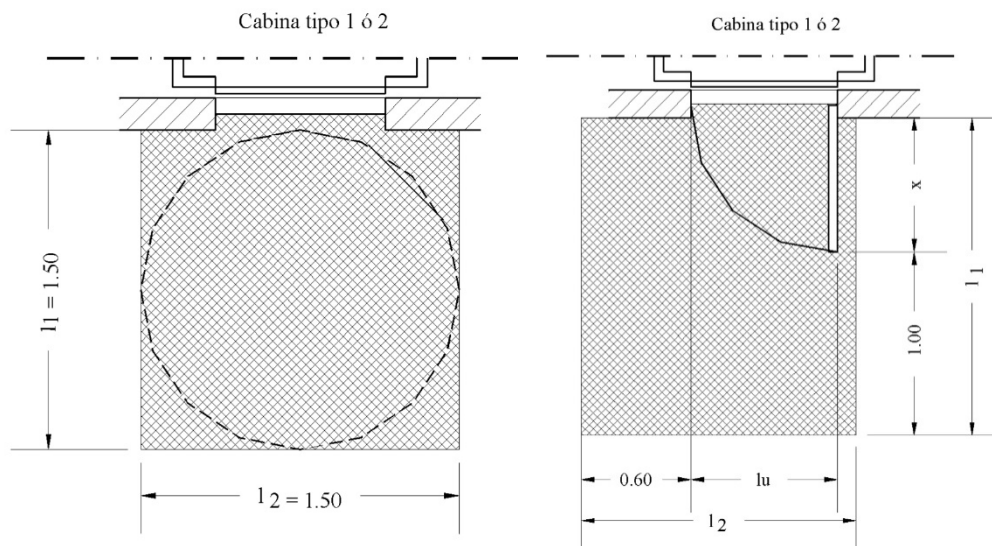 Cabina tipo 1 ó 2
l1 = 1.50
l2 = 1.50
Cabina tipo 1 ó 2
x
1.00
l1
0.60
lu
l2